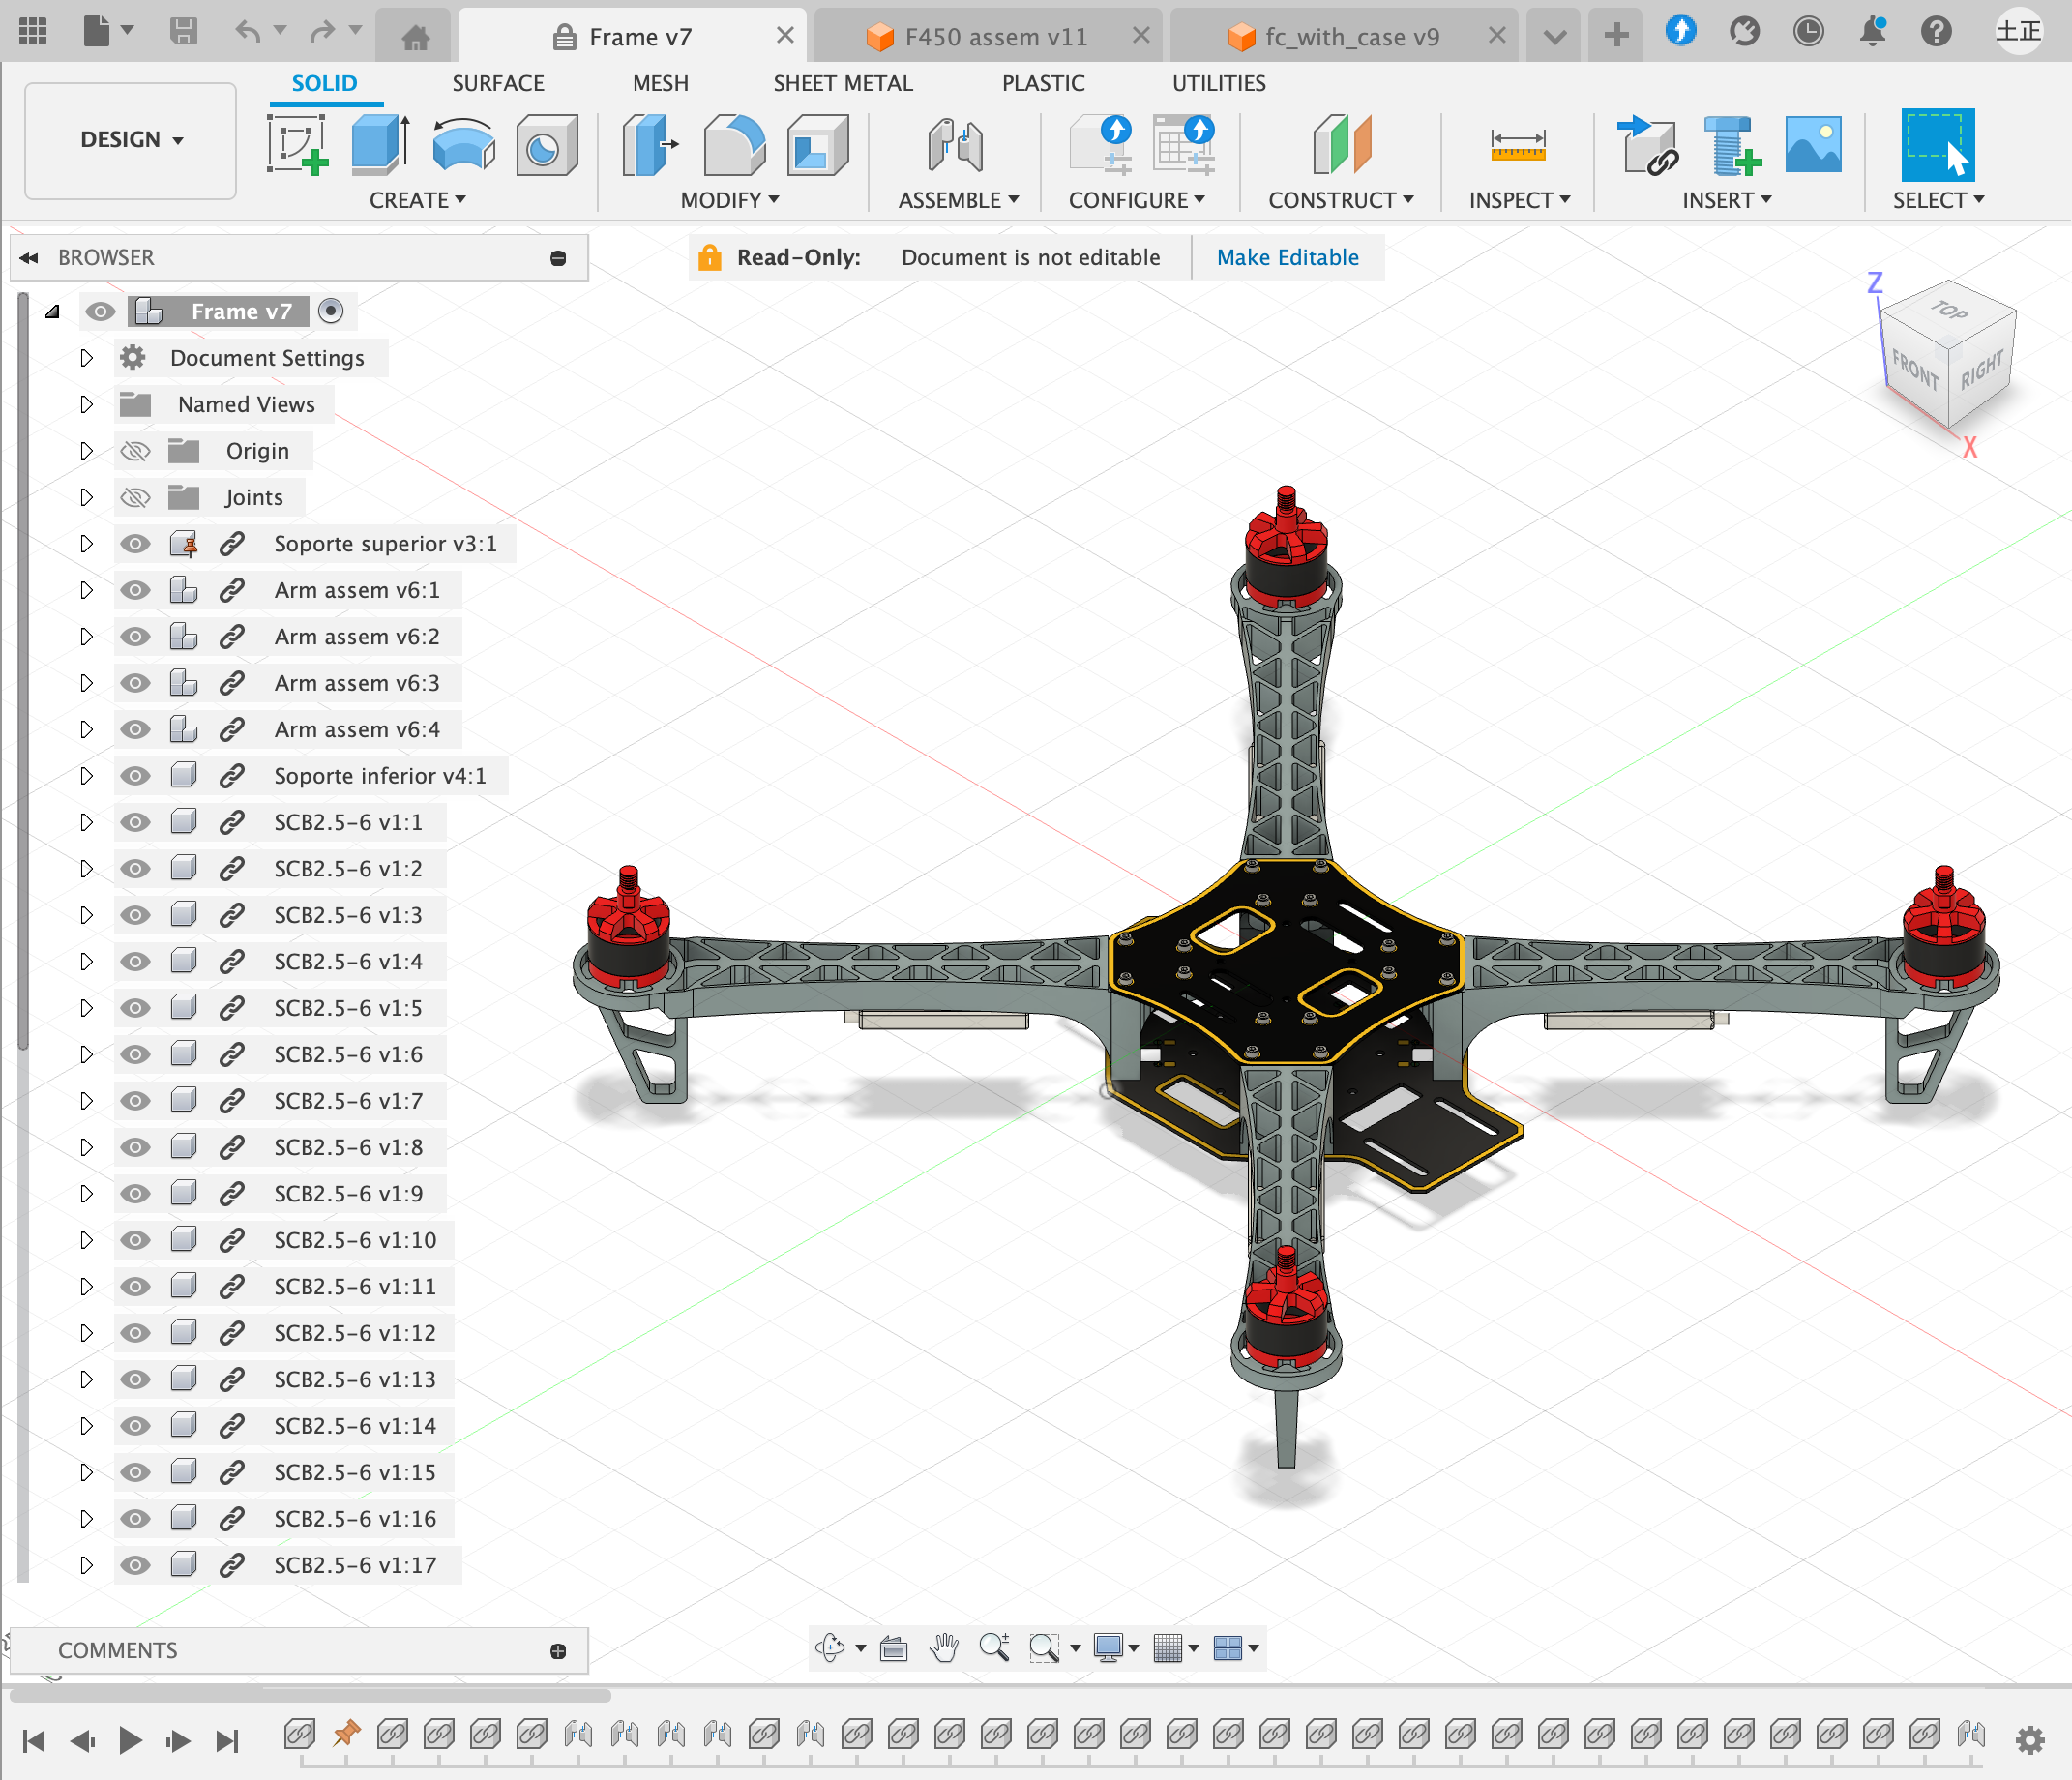 Frame v7
F450 assem v11
fc_with_case v9
土正
DESIGN
SOLID
SURFACE
MESH
SHEET METAL
PLASTIC
UTILITIES
CREATE
MODIFY
ASSEMBLE
CONFIGURE
CONSTRUCT
INSPECT
INSERT
SELECT
BROWSER
Read-Only:
Document is not editable
Make Editable
Z
TOP
FRONT
RIGHT
X
Frame v7
Document Settings
Named Views
Origin
Joints
Soporte superior v3:1
Arm assem v6:1
Arm assem v6:2
Arm assem v6:3
Arm assem v6:4
Soporte inferior v4:1
SCB2.5-6 v1:1
SCB2.5-6 v1:2
SCB2.5-6 v1:3
SCB2.5-6 v1:4
SCB2.5-6 v1:5
SCB2.5-6 v1:6
SCB2.5-6 v1:7
SCB2.5-6 v1:8
SCB2.5-6 v1:9
SCB2.5-6 v1:10
SCB2.5-6 v1:11
SCB2.5-6 v1:12
SCB2.5-6 v1:13
SCB2.5-6 v1:14
SCB2.5-6 v1:15
SCB2.5-6 v1:16
SCB2.5-6 v1:17
COMMENTS